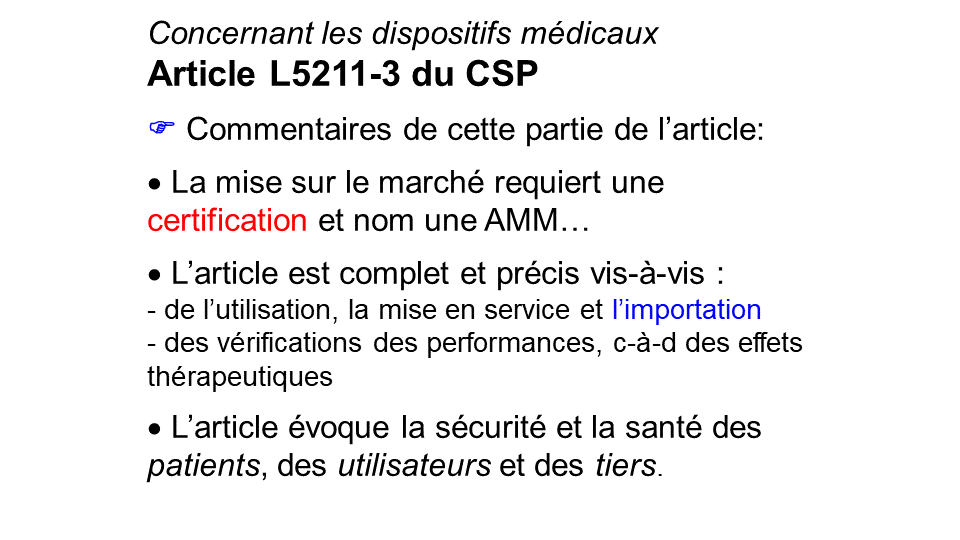 Concernant les dispositifs médicaux
Article L5211-3 du CSP
☞ Commentaires de cette partie de l’article:
• La mise sur le marché requiert une
certification et nom une AMM…
• L’article est complet et précis vis-à-vis :
- de l’utilisation, la mise en service et l’importation
- des vérifications des performances, c-à-d des effets
thérapeutiques
• L’article évoque la sécurité et la santé des
patients, des utilisateurs et des tiers.